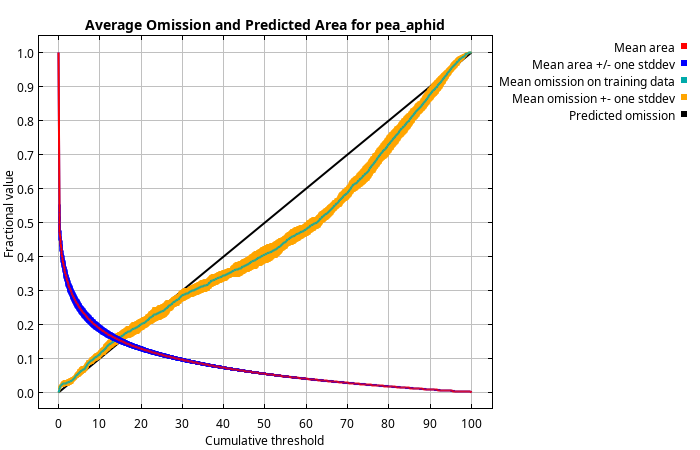 Average Omission and Predicted Area for pea_aphid
Mean area
Mean area +/- one stddev
Mean omission on training data
Mean omission +- one stddev
Predicted omission
Fractional value
1.0
0.9
0.8
0.7
0.6
0.5
0.4
0.3
0.2
0.1
0.0
0 10 20 30 40 50 60 70 80 90 100
Cumulative threshold